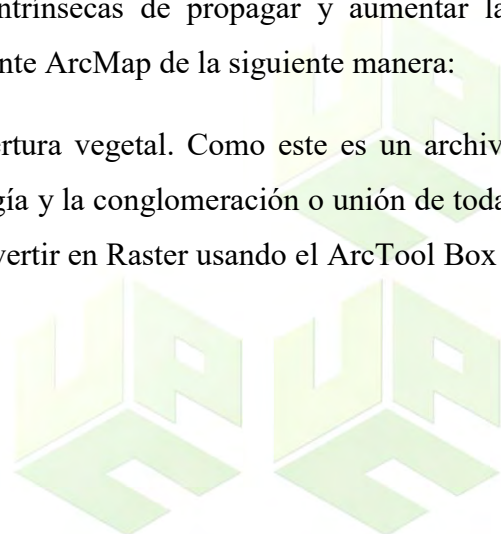 ntrínsecas de propagar y aumentar la
nte ArcMap de la siguiente manera:
rtura vegetal. Como este es un archiv
gía y la conglomeración o unión de toda
vertir en Raster usando el ArcTool Box